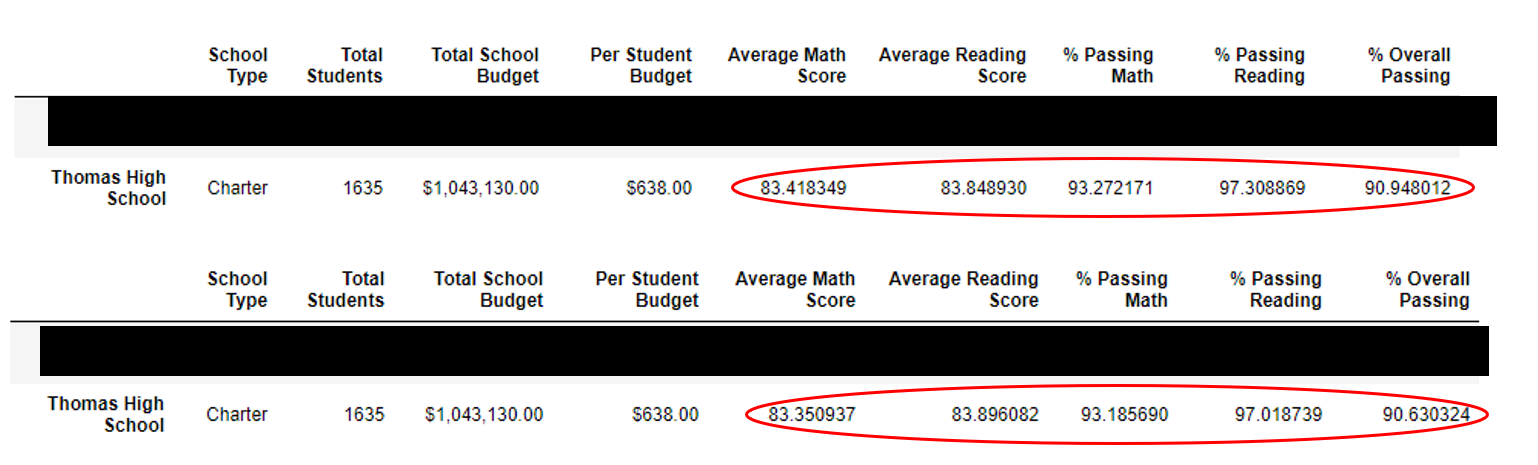 School Total Total School Per Student Average Math Average Reading % Passing % Passing % Overall
Type Students Budget Budget Score Score Math Reading Passing
Thomas High School Charter 1635 $1,043,130.00 $638.00 83.418349 83.848930 93.272171 97.308869 90.948012
School Total Total School Per Student Average Math Average Reading % Passing % Passing % Overall
Type Students Budget Budget Score Score Math Reading Passing
Thomas High School Charter 1635 $1,043,130.00 $638.00 83.350937 83.896082 93.185690 97.018739 90.630324